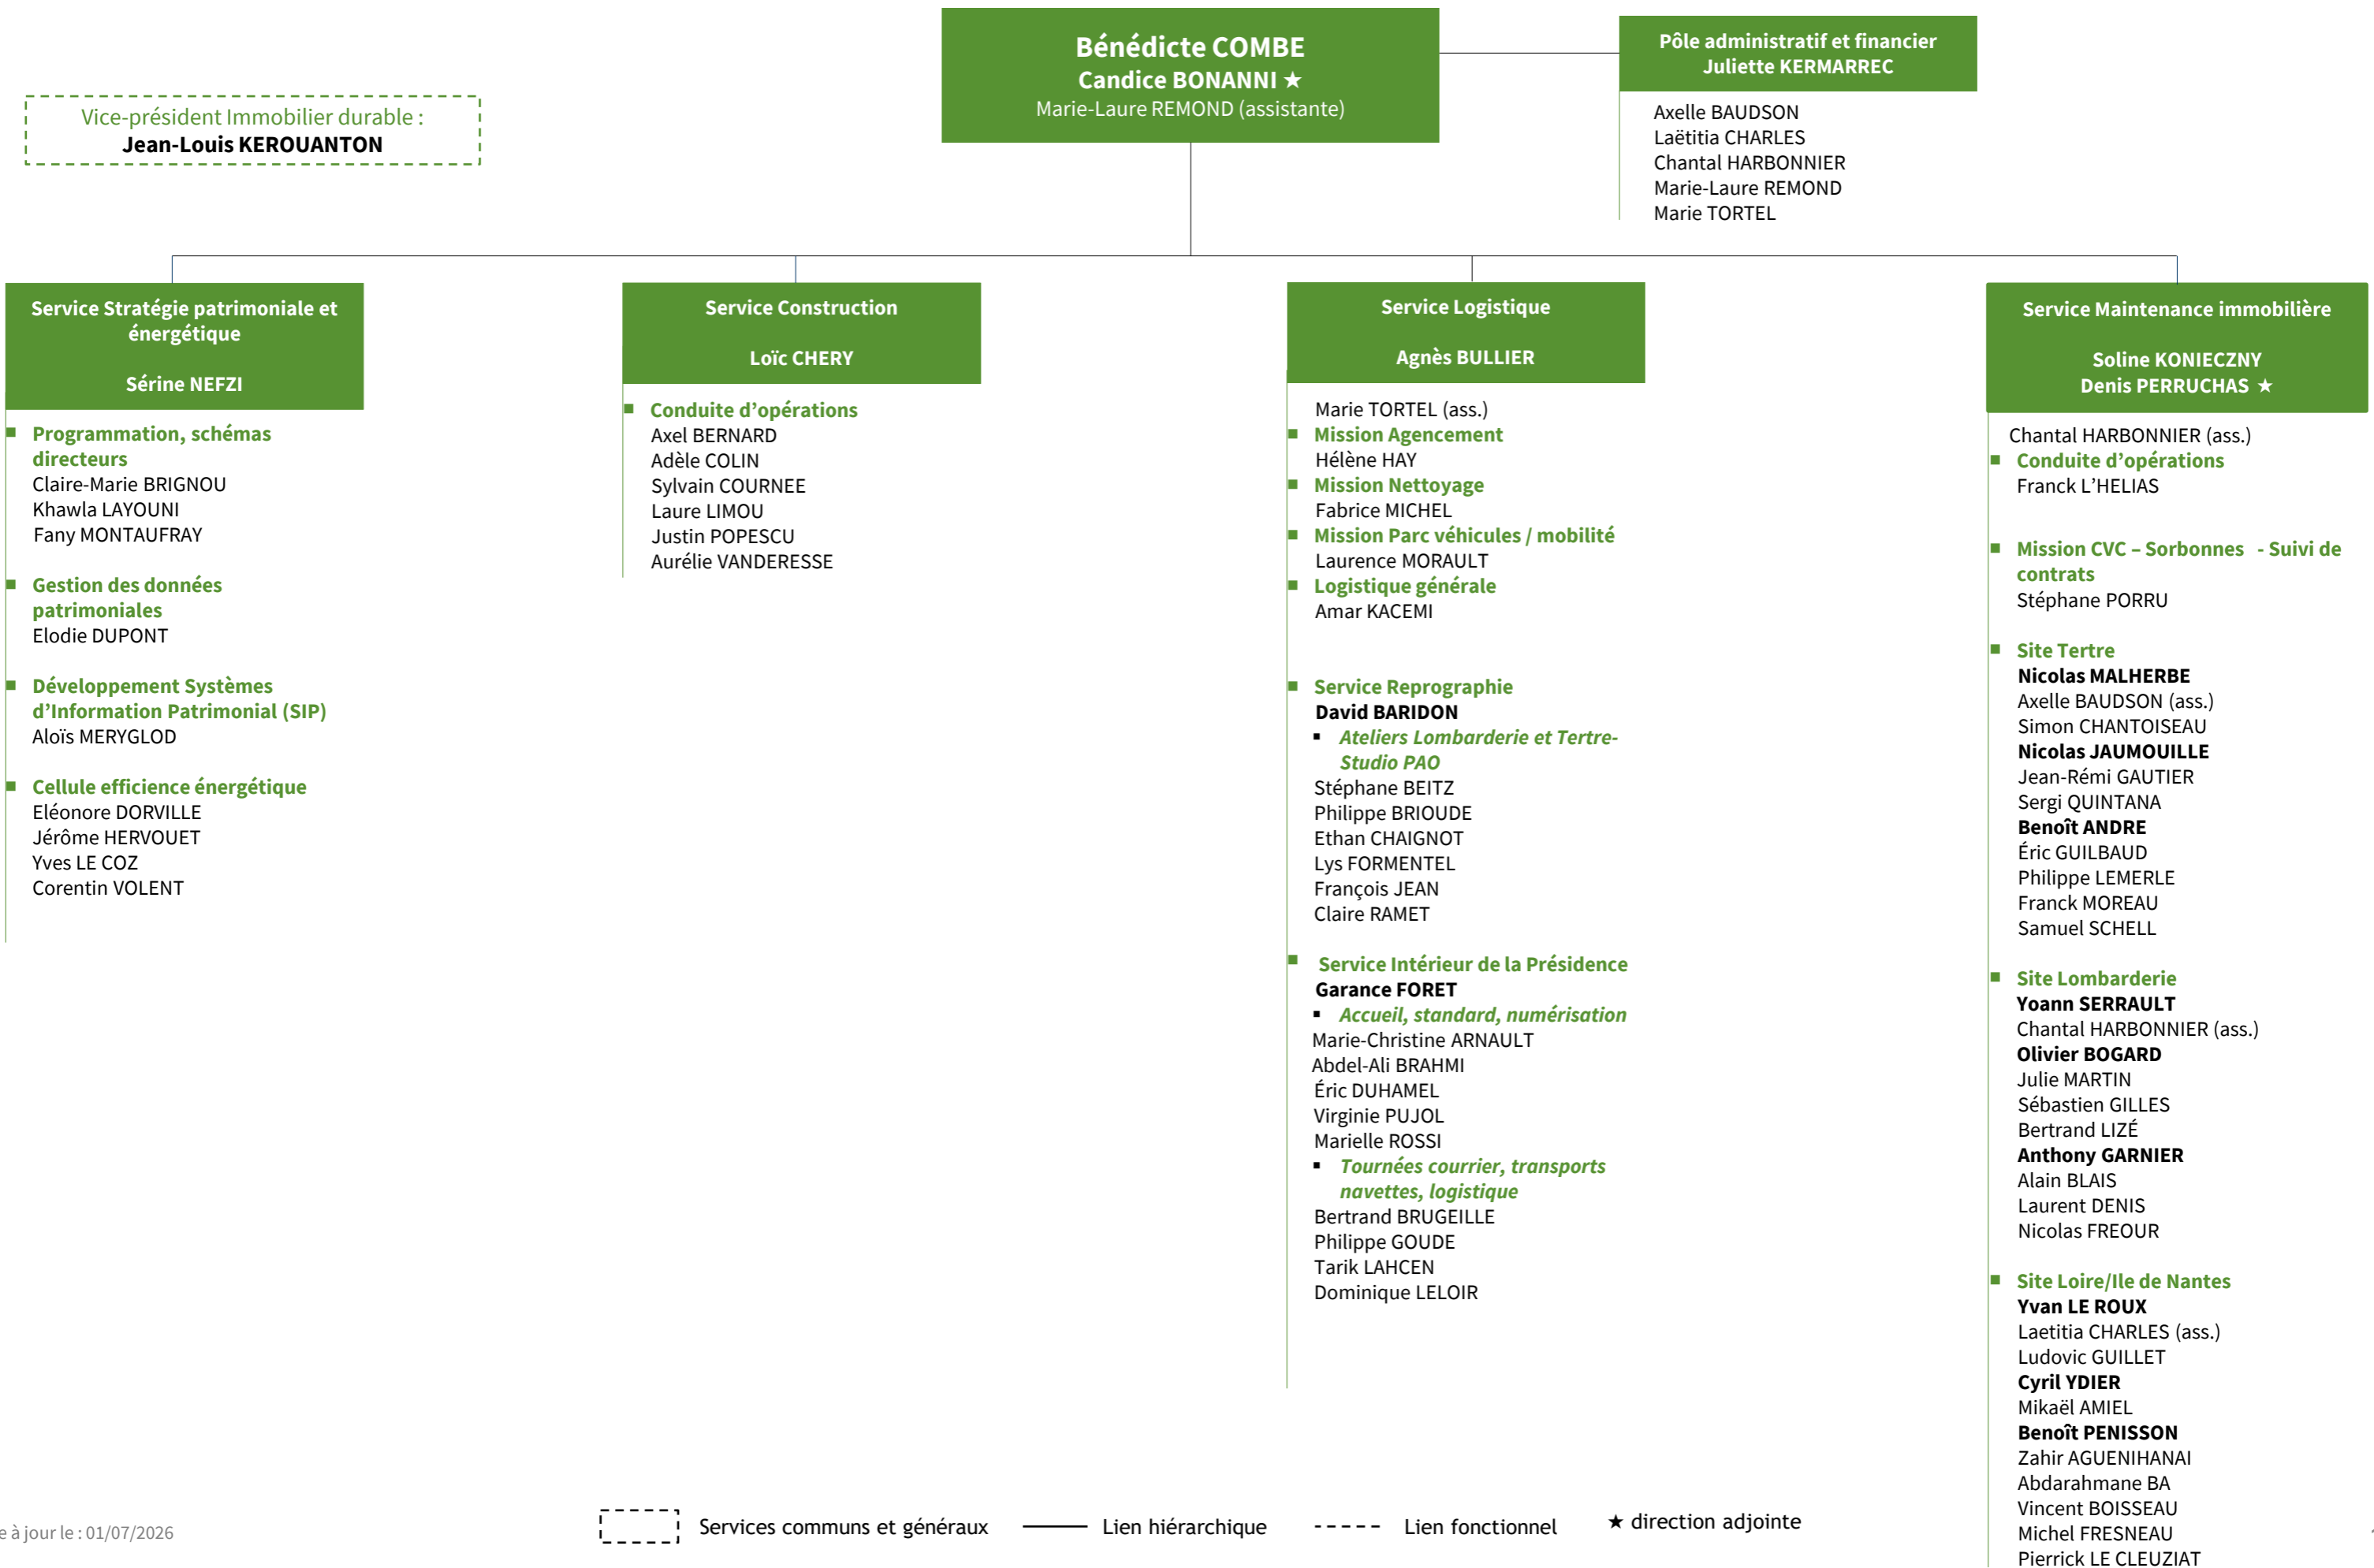 Bénédicte COMBE
Candice BONANNI ★
Marie-Laure REMOND (assistante)
Pôle administratif et financier
Juliette KERMARREC
Axelle BAUDSON
Laëtitia CHARLES
Chantal HARBONNIER
Marie-Laure REMOND
Marie TORTEL
Vice-président Immobilier durable :
Jean-Louis KEROUANTON
Service Stratégie patrimoniale et
énergétique
Sérine NEFZI
Programmation, schémas
directeurs
Claire-Marie BRIGNOU
Khawla LAYOUNI
Fany MONTAUFRAY
Gestion des données
patrimoniales
Elodie DUPONT
Développement Systèmes
d’Information Patrimonial (SIP)
Aloïs MERYGLOD
Cellule efficience énergétique
Eléonore DORVILLE
Jérôme HERVOUET
Yves LE COZ
Corentin VOLENT
Service Construction
Loïc CHERY
Conduite d’opérations
Axel BERNARD
Adèle COLIN
Sylvain COURNEE
Laure LIMOU
Justin POPESCU
Aurélie VANDERESSE
Service Logistique
Agnès BULLIER
Marie TORTEL (ass.)
Mission Agencement
Hélène HAY
Mission Nettoyage
Fabrice MICHEL
Mission Parc véhicules / mobilité
Laurence MORAULT
Logistique générale
Amar KACEMI
Service Reprographie
David BARIDON
Ateliers Lombarderie et Tertre-
Studio PAO
Stéphane BEITZ
Philippe BRIOUDE
Ethan CHAIGNOT
Lys FORMENTEL
François JEAN
Claire RAMET
Service Intérieur de la Présidence
Garance FORET
Accueil, standard, numérisation
Marie-Christine ARNAULT
Abdel-Ali BRAHMI
Éric DUHAMEL
Virginie PUJOL
Marielle ROSSI
Tournées courrier, transports
navettes, logistique
Bertrand BRUGEILLE
Philippe GOUDE
Tarik LAHCEN
Dominique LELOIR
Service Maintenance immobilière
Soline KONIECZNY
Denis PERRUCHAS ★
Chantal HARBONNIER (ass.)
Conduite d’opérations
Franck L’HELIAS
Mission CVC – Sorbonnes - Suivi de
contrats
Stéphane PORRU
Site Tertre
Nicolas MALHERBE
Axelle BAUDSON (ass.)
Simon CHANTOISEAU
Nicolas JAUMOUILLE
Jean-Rémi GAUTIER
Sergi QUINTANA
Benoît ANDRE
Éric GUILBAUD
Philippe LEMERLE
Franck MOREAU
Samuel SCHELL
Site Lombarderie
Yoann SERRAULT
Chantal HARBONNIER (ass.)
Olivier BOGARD
Julie MARTIN
Sébastien GILLES
Bertrand LIZÉ
Anthony GARNIER
Alain BLAIS
Laurent DENIS
Nicolas FREOUR
Site Loire/Ile de Nantes
Yvan LE ROUX
Laetitia CHARLES (ass.)
Ludovic GUILLET
Cyril YDIER
Mikaël AMIEL
Benoît PENISSON
Zahir AGUENIHANAI
Abdarahmane BA
Vincent BOISSEAU
Michel FRESNEAU
Pierrick LE CLEUZIAT
Services communs et généraux
Lien hiérarchique
Lien fonctionnel
★ direction adjointe
e à jour le : 01/07/2026